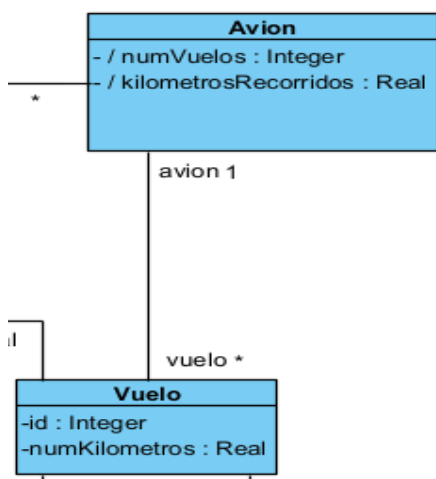 Avion
- / numVuelos : Integer
- / kilometrosRecorridos : Real
*
avion 1
vuelo *
Vuelo
-id : Integer
-numKilometros : Real